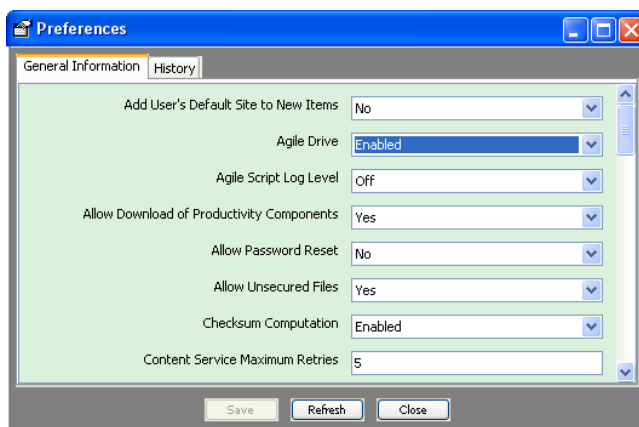 Preferences
General Information History
Add User's Default Site to New Items No
Agile Drive Enabled
Agile Script Log Level Off
Allow Download of Productivity Components Yes
Allow Password Reset No
Allow Unsecured Files Yes
Checksum Computation Enabled
Content Service Maximum Retries 5
Save Refresh Close